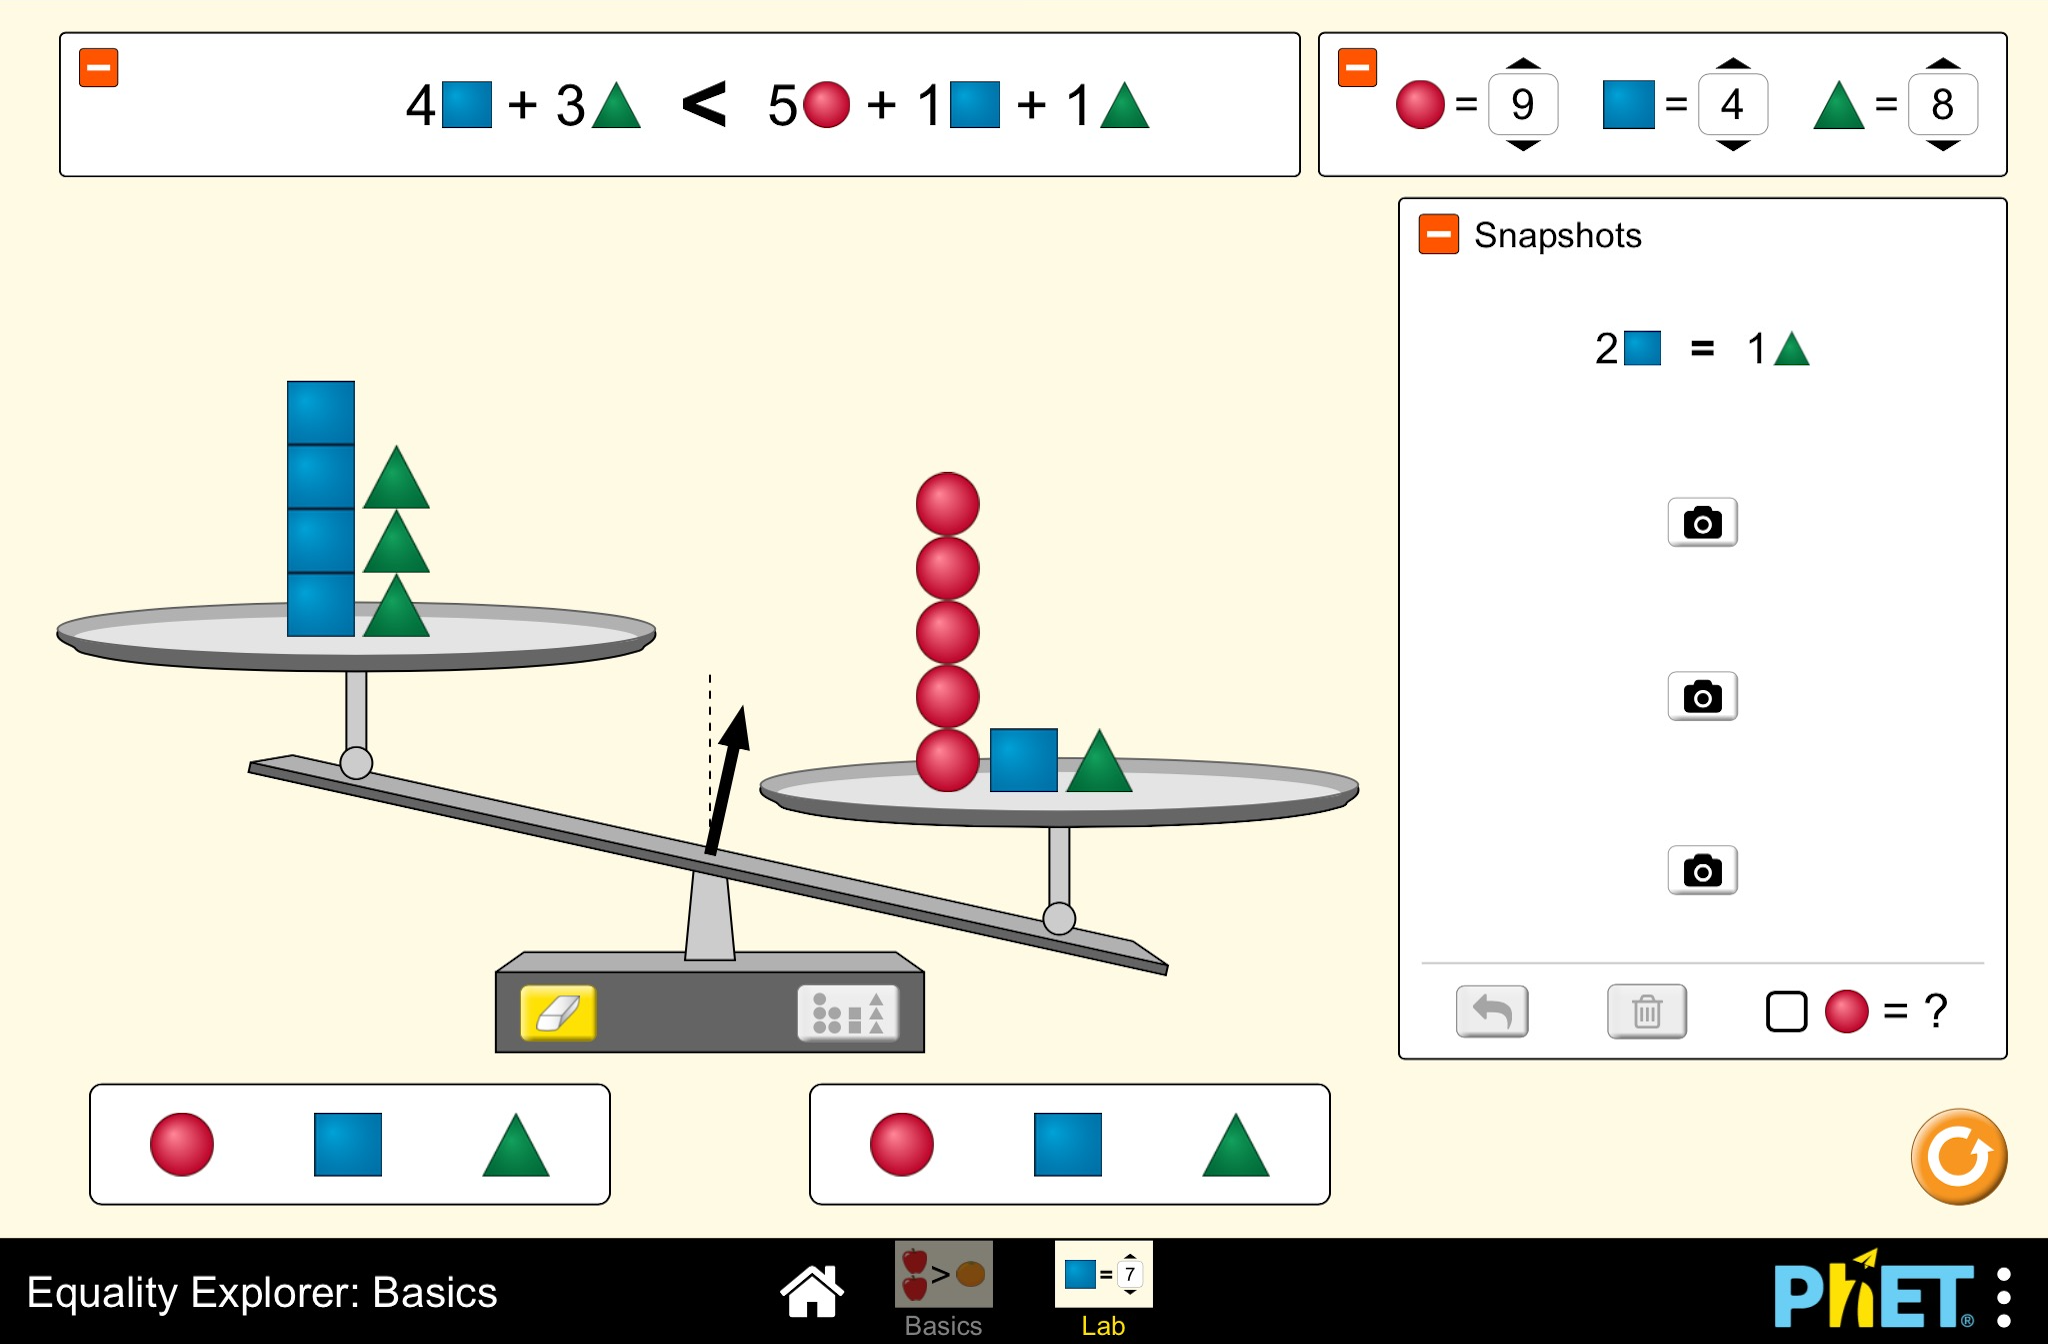 4 + 3 < 5 + 1 + 1
= 9 = 4 = 8
Snapshots
2 = 1
= ?
Equality Explorer: Basics
> Basics
= 7 Lab
PhET®